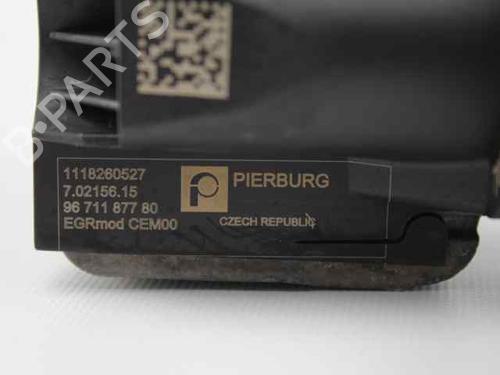 B-PARTS
1118260527
7.02156.15
96 711 877 80
EGRmod CEM00
PIERBURG
CZECH REPUBLIC